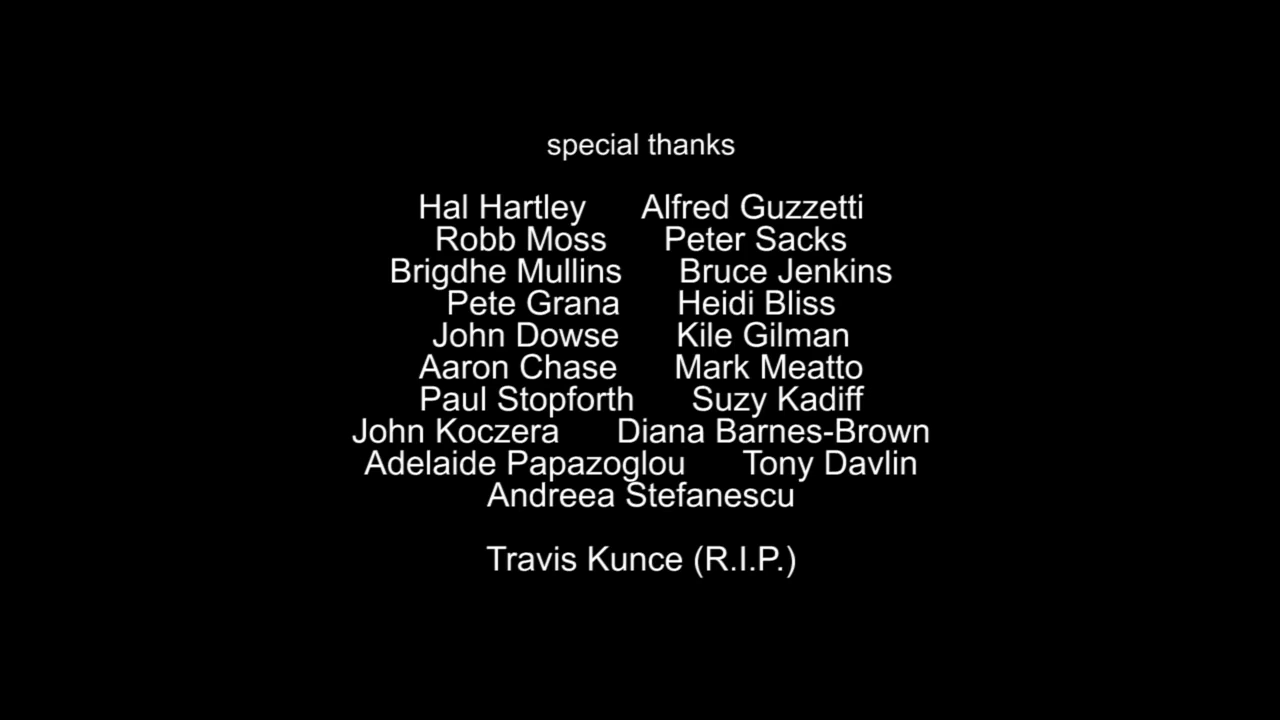 special thanks
Hal Hartley Alfred Guzzetti
Robb Moss Peter Sacks
Brigdhe Mullins Bruce Jenkins
Pete Grana Heidi Bliss
John Dowse Kile Gilman
Aaron Chase Mark Meatto
Paul Stopforth Suzy Kadiff
John Koczera Diana Barnes-Brown
Adelaide Papazoglou Tony Davlin
Andreea Stefanescu
Travis Kunce (R.I.P.)